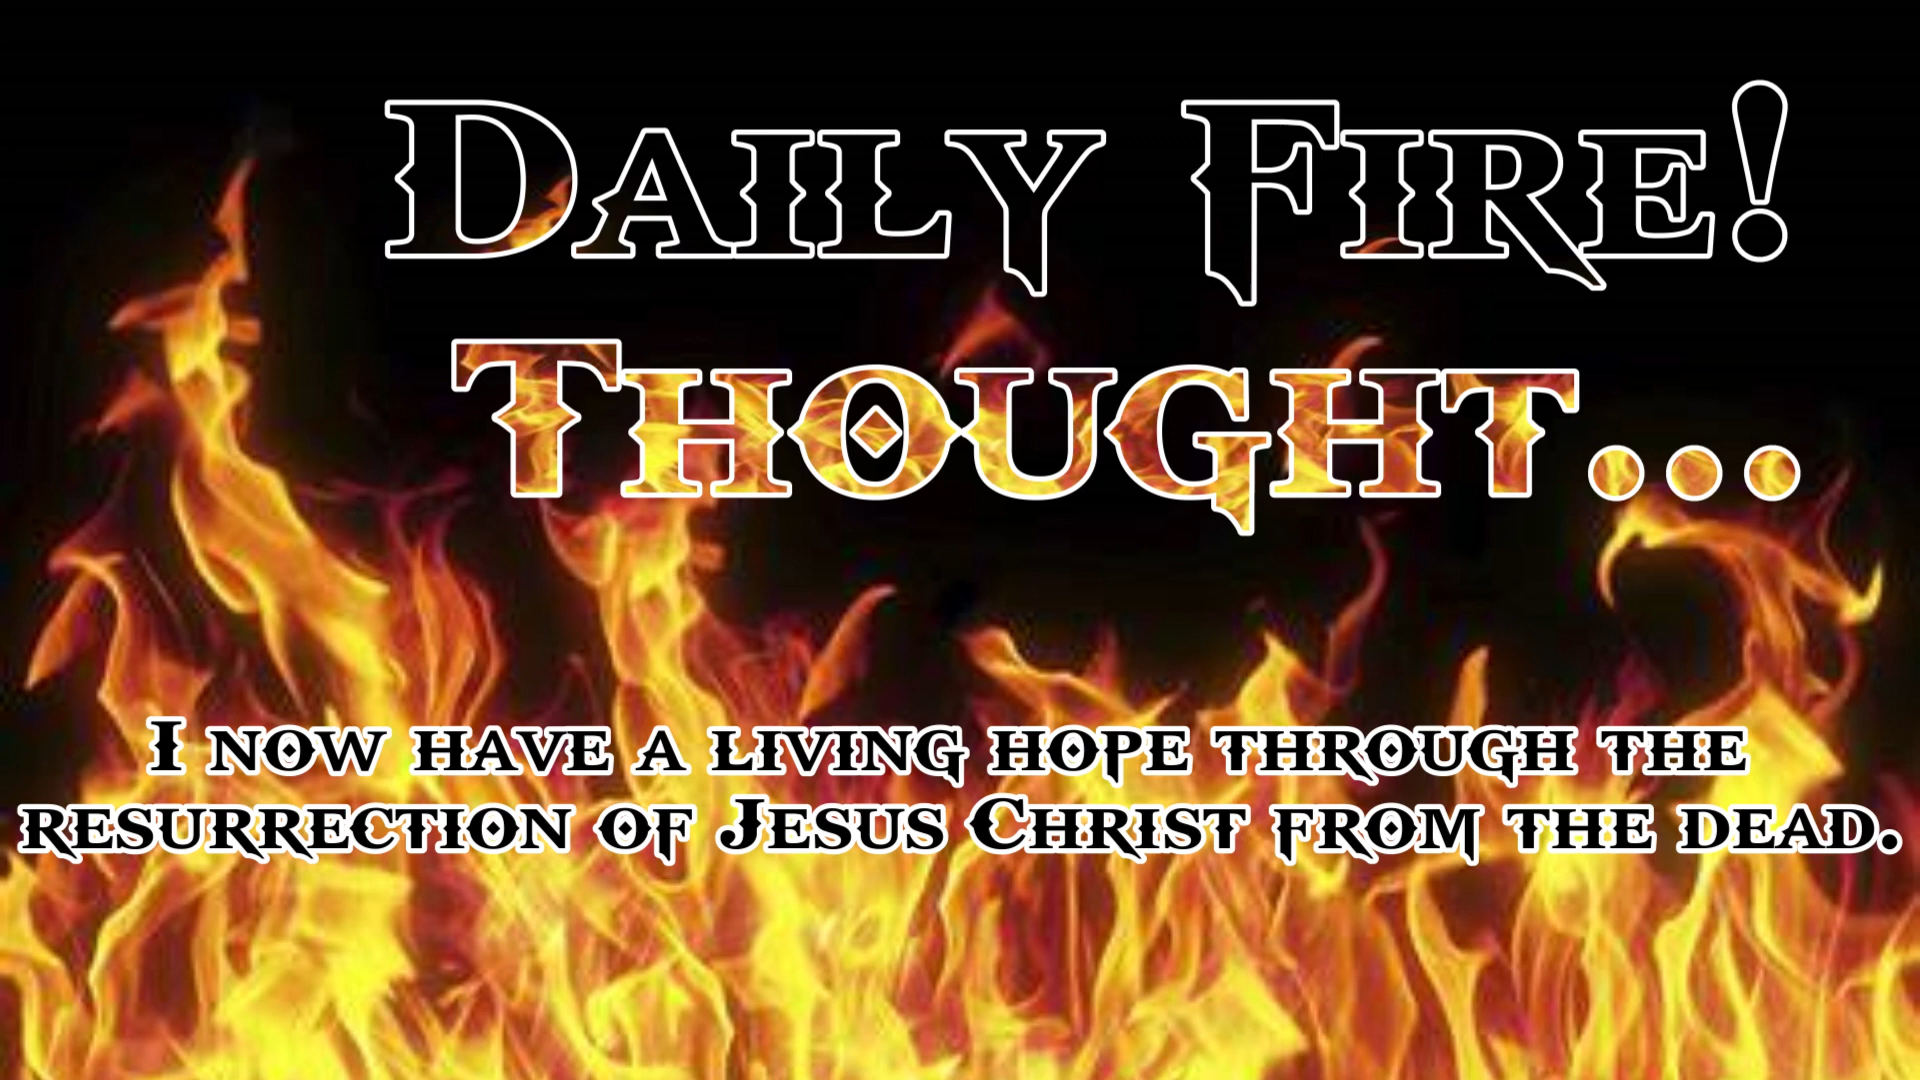 Daily Fire!
Thought...
I now have a living hope through the
resurrection of Jesus Christ from the dead.